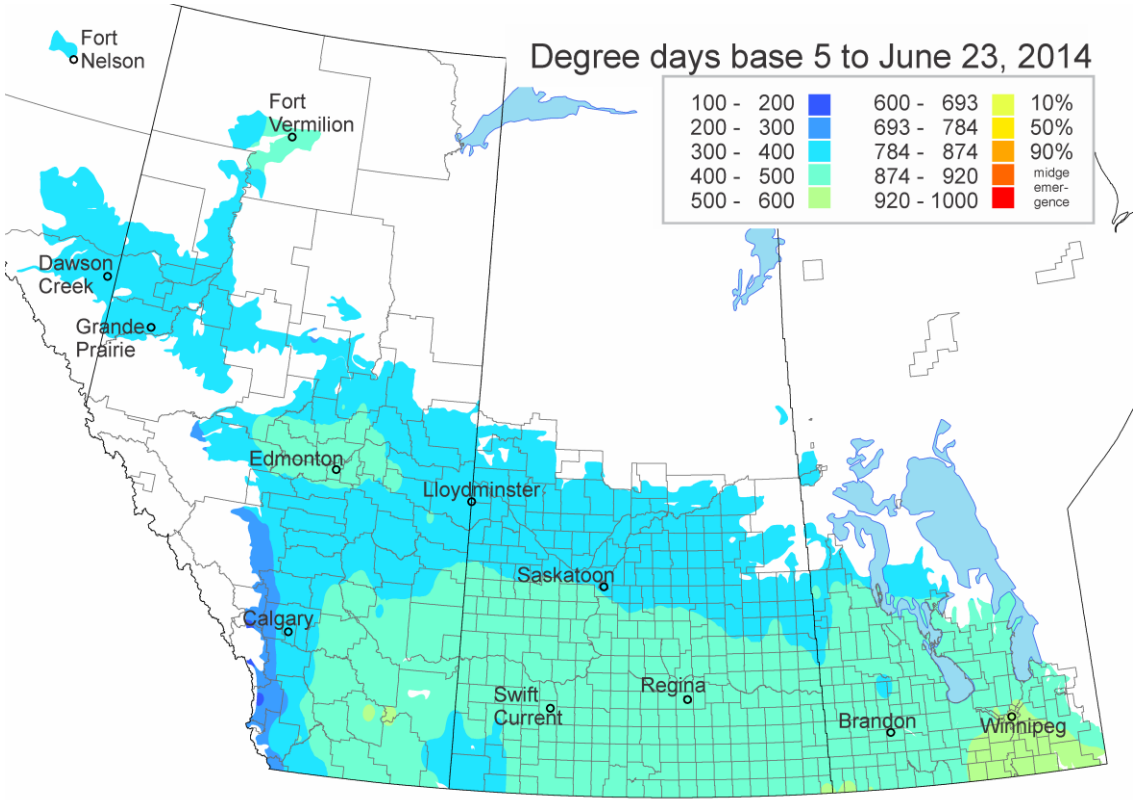 Degree days base 5 to June 23, 2014
100 - 200
200 - 300
300 - 400
400 - 500
500 - 600
600 - 693 10%
693 - 784 50%
784 - 874 90%
874 - 920 midge
920 - 1000 emer-
gence
Fort
Nelson
Fort
Vermilion
Dawson
Creek
Grande
Prairie
Edmonton
Lloydminster
Saskatoon
Calgary
Swift
Current
Regina
Brandon
Winnipeg